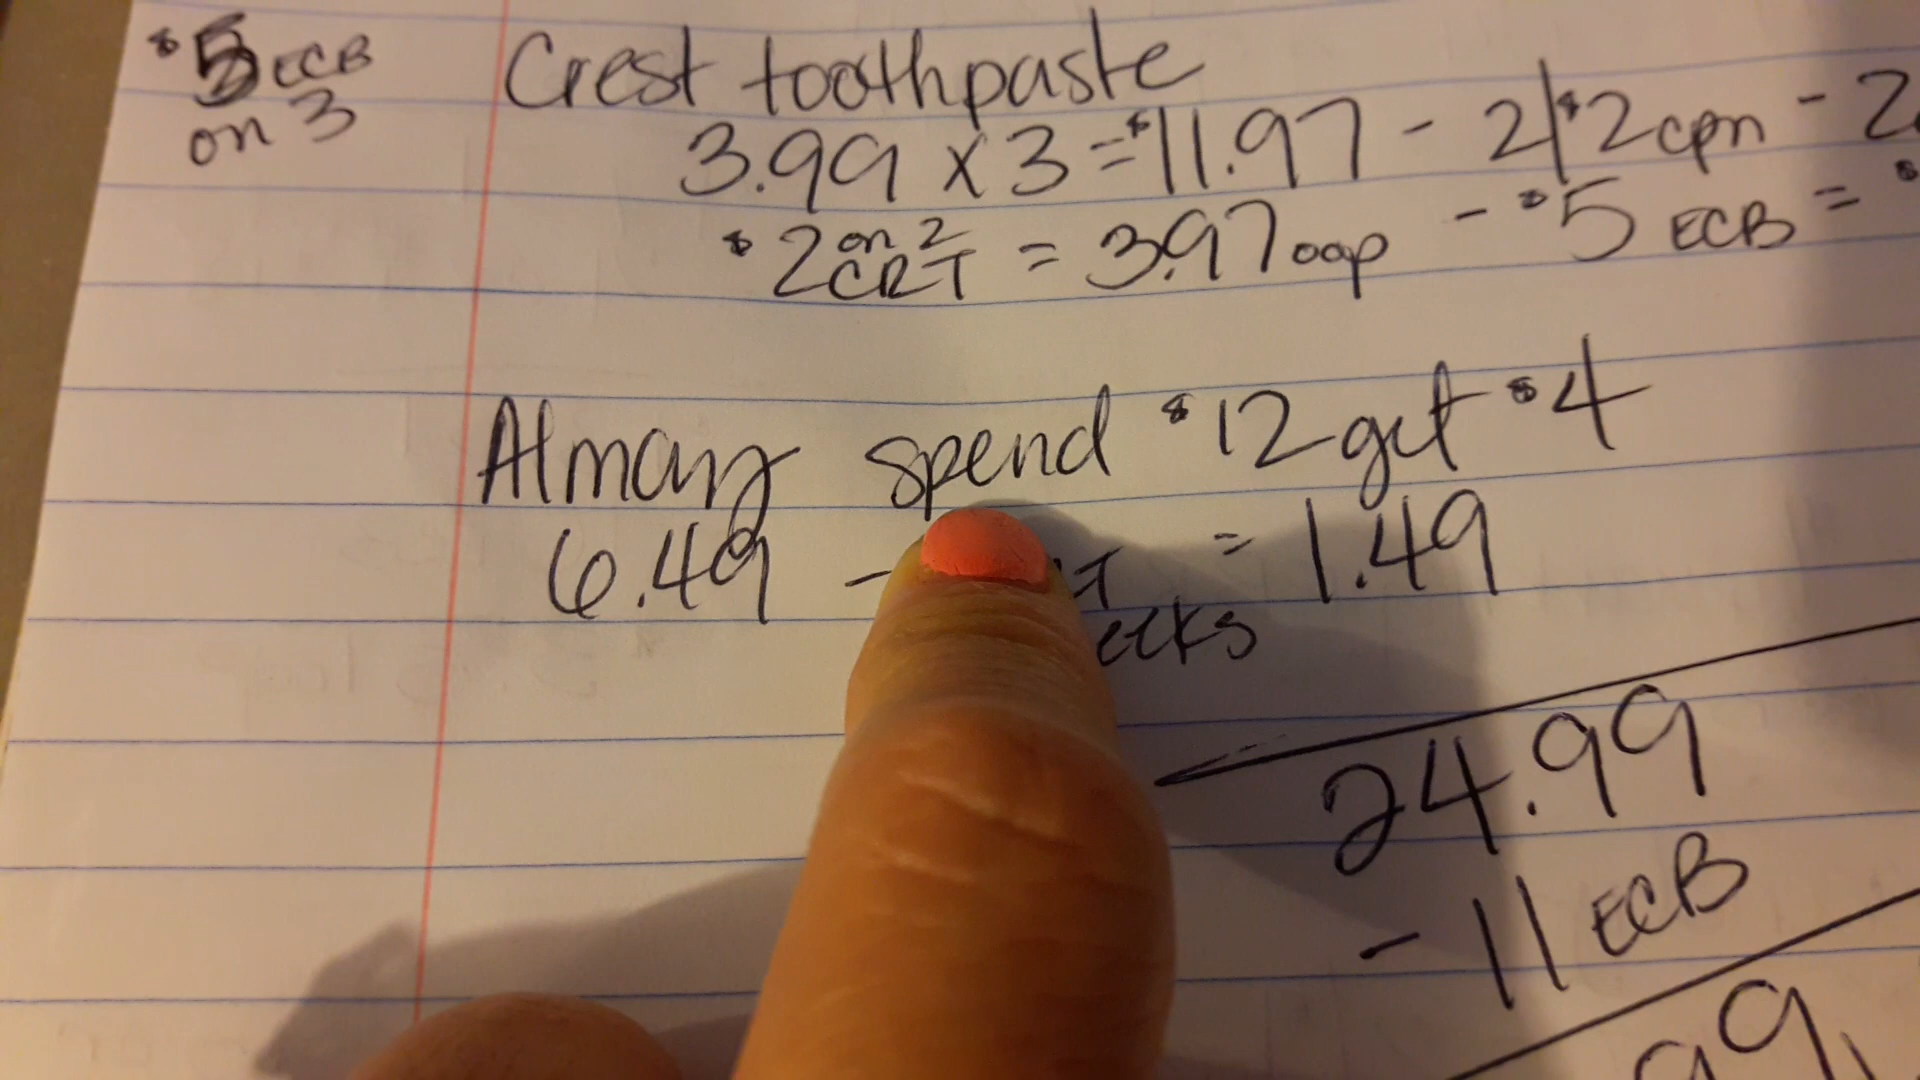 $5 ECB
on 3
Crest toothpaste
3.99 x 3 = $11.97 - 2|$2 cpn - 2
$2 on 2 CRT = 3.97 oop - $5 ECB = $
Almay spend $12 get $4
6.49 - = 1.49
24.99
- 11 ECB